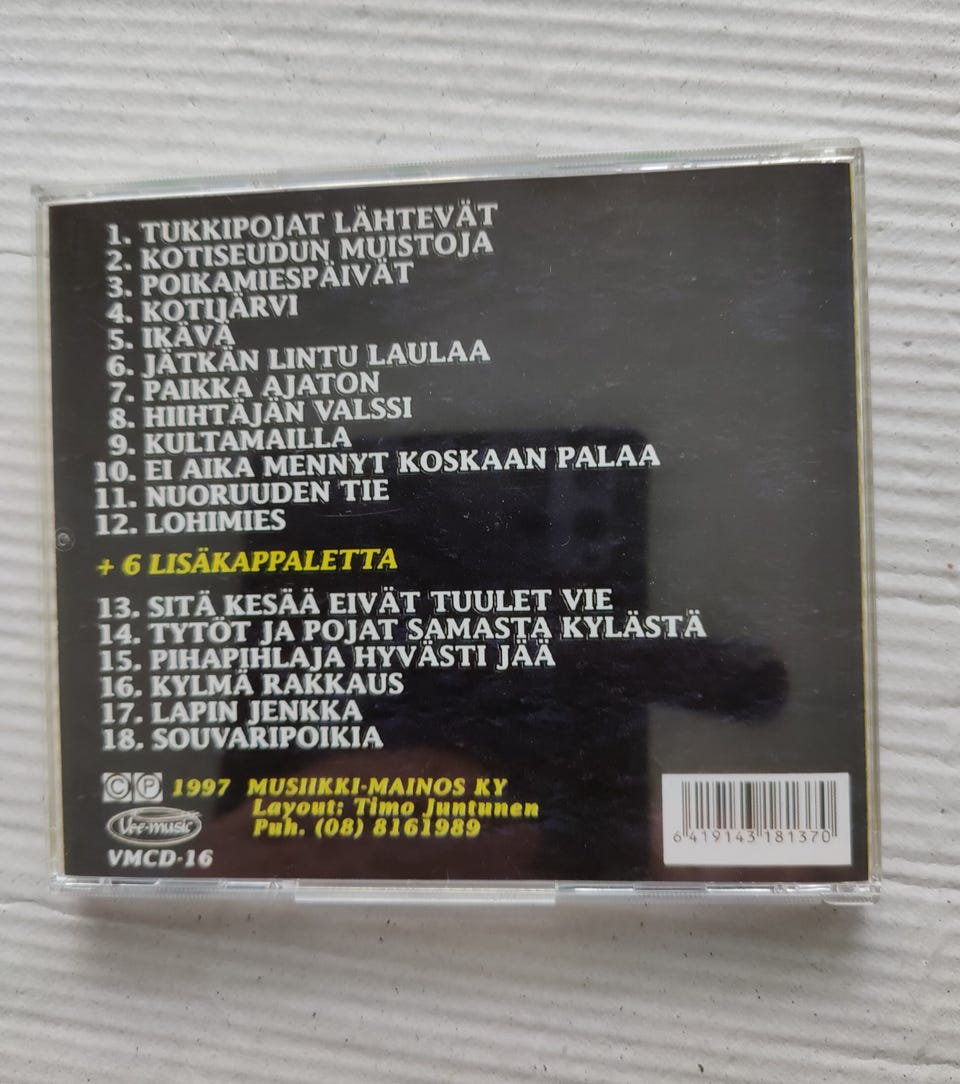 1. TUKKIPOJAT LÄHTEVÄT
2. KOTISEUDUN MUISTOJA
3. POIKAMIESPÄIVÄT
4. KOTIJÄRVI
5. IKÄVÄ
6. JÄTKÄN LINTU LAULAA
7. PAIKKA AJATON
8. HIIHTÄJÄN VALSSI
9. KULTAMAILLA
10. EI AIKA MENNYT KOSKAAN PALAA
11. NUORUUDEN TIE
12. LOHIMIES
+ 6 LISÄKAPPALETTA
13. SITÄ KESÄÄ EIVÄT TUULET VIE
14. TYTÖT JA POJAT SAMASTA KYLÄSTÄ
15. PIHAPIHLAJA HYVÄSTI JÄÄ
16. KYLMÄ RAKKAUS
17. LAPIN JENKKA
18. SOUVARIPOIKIA
©℗ 1997 MUSIIKKI-MAINOS KY
Layout: Timo Juntunen
Puh. (08) 8161989
Vee-music
VMCD-16
6 419143 181370